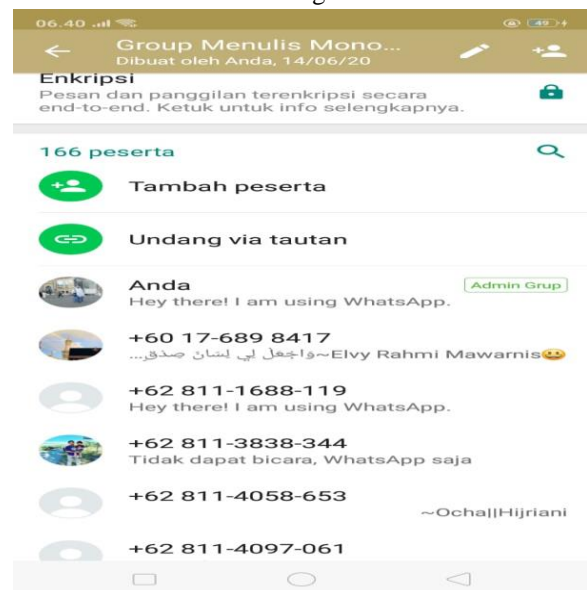 06.40
49
Group Menulis Mono...
Dibuat oleh Anda, 14/06/20
Enkripsi
Pesan dan panggilan terenkripsi secara
end-to-end. Ketuk untuk info selengkapnya.
166 peserta
Tambah peserta
Undang via tautan
Anda
Admin Grup
Hey there! I am using WhatsApp.
+60 17-689 8417
...واجعل لي لسان صدق~Elvy Rahmi Mawarnis😀
+62 811-1688-119
Hey there! I am using WhatsApp.
+62 811-3838-344
Tidak dapat bicara, WhatsApp saja
+62 811-4058-653
~Ocha||Hijriani
+62 811-4097-061